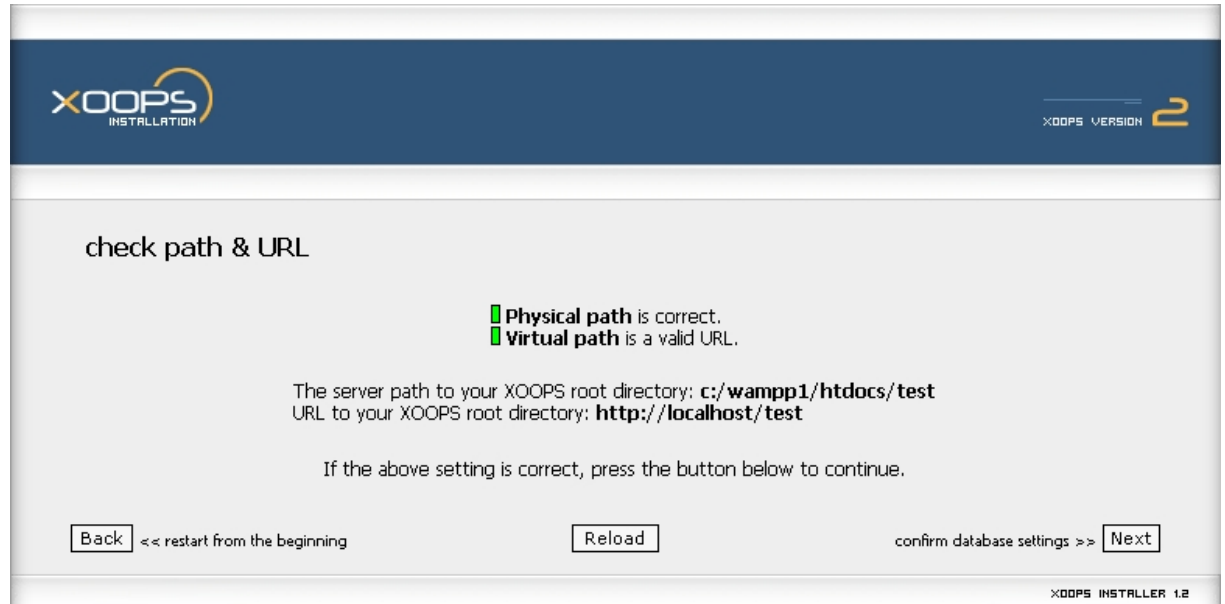 XOOPS
INSTALLATION
XOOPS VERSION 2
check path & URL
Physical path is correct.
Virtual path is a valid URL.
The server path to your XOOPS root directory: c:/wampp1/htdocs/test
URL to your XOOPS root directory: http://localhost/test
If the above setting is correct, press the button below to continue.
Back << restart from the beginning Reload confirm database settings >> Next
XOOPS INSTALLER 1.2